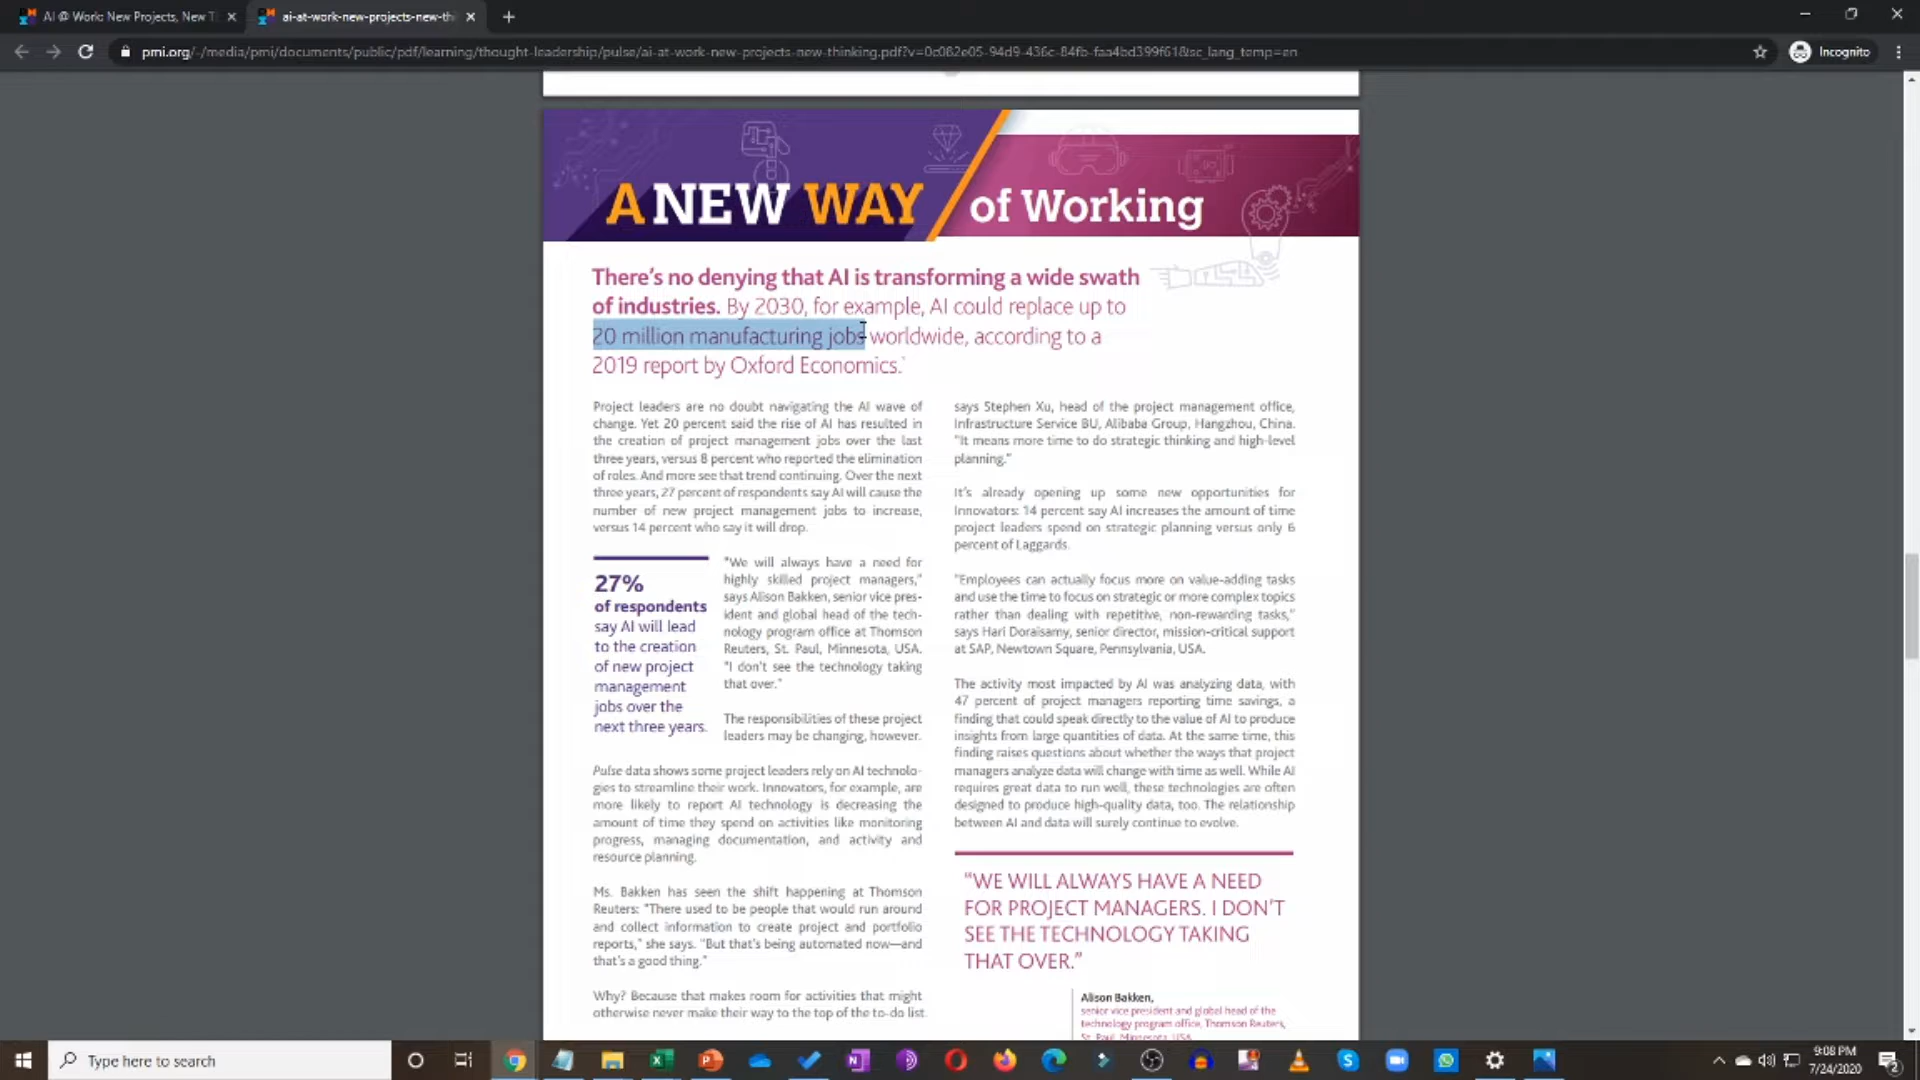 AI @ Work: New Projects, New T
ai-at-work-new-projects-new-th
pmi.org/-/media/pmi/documents/public/pdf/learning/thought-leadership/pulse/ai-at-work-new-projects-new-thinking.pdf?v=0c082e05-94d9-436c-84fb-faa4bd399f61&sc_lang_temp=en
Incognito
A NEW WAY of Working
There's no denying that AI is transforming a wide swath
of industries. By 2030, for example, AI could replace up to
20 million manufacturing jobs worldwide, according to a
2019 report by Oxford Economics.
Project leaders are no doubt navigating the AI wave of
change. Yet 20 percent said the rise of AI has resulted in
the creation of project management jobs over the last
three years, versus 8 percent who reported the elimination
of roles. And more see that trend continuing. Over the next
three years, 27 percent of respondents say AI will cause the
number of new project management jobs to increase,
versus 14 percent who say it will drop.
27%
of respondents
say AI will lead
to the creation
of new project
management
jobs over the
next three years.
"We will always have a need for
highly skilled project managers,"
says Alison Bakken, senior vice pres-
ident and global head of the tech-
nology program office at Thomson
Reuters, St. Paul, Minnesota, USA.
"I don't see the technology taking
that over."
The responsibilities of these project
leaders may be changing, however.
Pulse data shows some project leaders rely on AI technolo-
gies to streamline their work. Innovators, for example, are
more likely to report AI technology is decreasing the
amount of time they spend on activities like monitoring
progress, managing documentation, and activity and
resource planning.
Ms. Bakken has seen the shift happening at Thomson
Reuters: "There used to be people that would run around
and collect information to create project and portfolio
reports," she says. "But that's being automated now—and
that's a good thing."
Why? Because that makes room for activities that might
otherwise never make their way to the top of the to-do list,
says Stephen Xu, head of the project management office,
Infrastructure Service BU, Alibaba Group, Hangzhou, China.
"It means more time to do strategic thinking and high-level
planning."
It's already opening up some new opportunities for
Innovators: 14 percent say AI increases the amount of time
project leaders spend on strategic planning versus only 6
percent of Laggards.
"Employees can actually focus more on value-adding tasks
and use the time to focus on strategic or more complex topics
rather than dealing with repetitive, non-rewarding tasks,"
says Hari Doraisamy, senior director, mission-critical support
at SAP, Newtown Square, Pennsylvania, USA.
The activity most impacted by AI was analyzing data, with
47 percent of project managers reporting time savings, a
finding that could speak directly to the value of AI to produce
insights from large quantities of data. At the same time, this
finding raises questions about whether the ways that project
managers analyze data will change with time as well. While AI
requires great data to run well, these technologies are often
designed to produce high-quality data, too. The relationship
between AI and data will surely continue to evolve.
"WE WILL ALWAYS HAVE A NEED
FOR PROJECT MANAGERS. I DON'T
SEE THE TECHNOLOGY TAKING
THAT OVER."
Alison Bakken,
senior vice president and global head of the
technology program office, Thomson Reuters,
St. Paul, Minnesota, USA
Type here to search
9:08 PM
7/24/2020
2